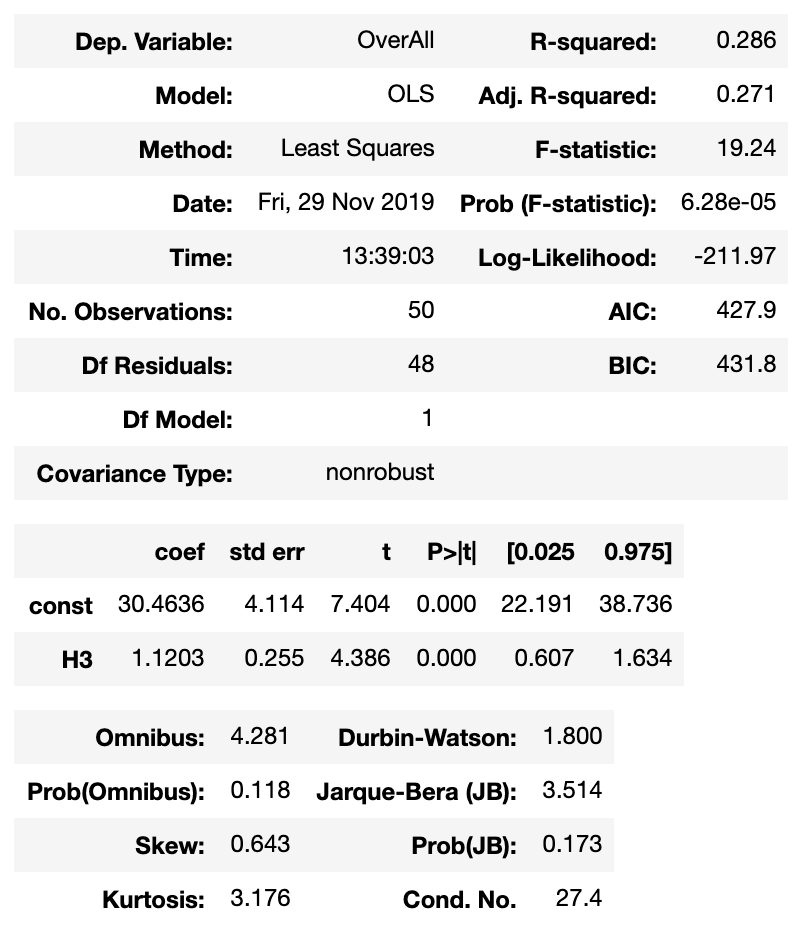 Dep. Variable: OverAll R-squared: 0.286
Model: OLS Adj. R-squared: 0.271
Method: Least Squares F-statistic: 19.24
Date: Fri, 29 Nov 2019 Prob (F-statistic): 6.28e-05
Time: 13:39:03 Log-Likelihood: -211.97
No. Observations: 50 AIC: 427.9
Df Residuals: 48 BIC: 431.8
Df Model: 1
Covariance Type: nonrobust
coef std err t P>|t| [0.025 0.975]
const 30.4636 4.114 7.404 0.000 22.191 38.736
H3 1.1203 0.255 4.386 0.000 0.607 1.634
Omnibus: 4.281 Durbin-Watson: 1.800
Prob(Omnibus): 0.118 Jarque-Bera (JB): 3.514
Skew: 0.643 Prob(JB): 0.173
Kurtosis: 3.176 Cond. No. 27.4